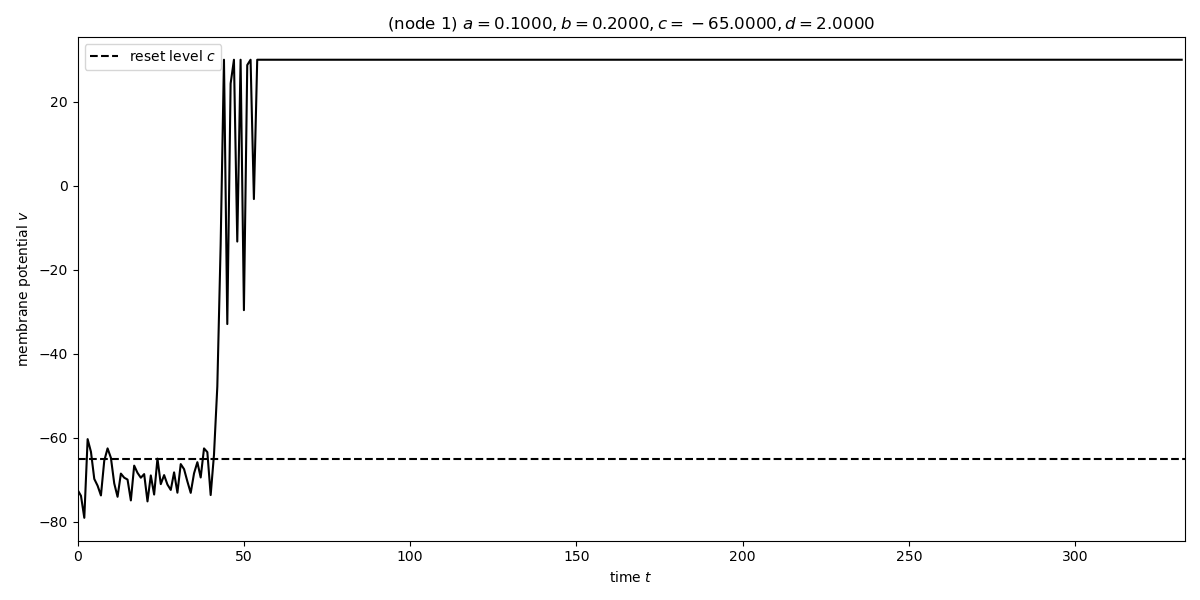 (node 1) a = 0.1000, b = 0.2000, c = −65.0000, d = 2.0000
reset level c
membrane potential v
20
0
−20
−40
−60
−80
0 50 100 150 200 250 300
time t